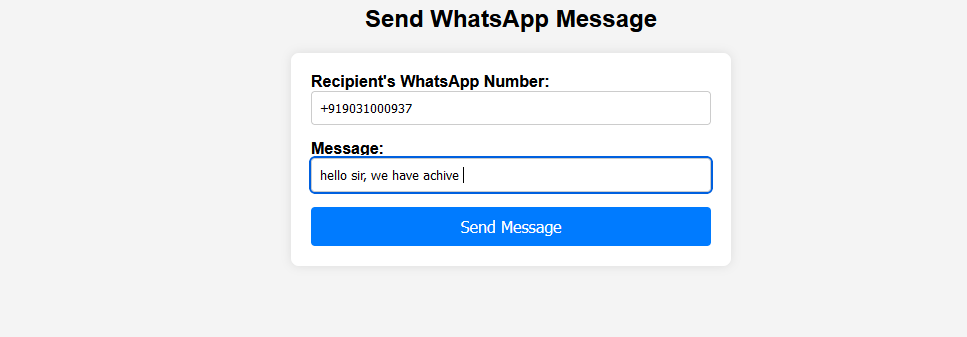 Send WhatsApp Message
Recipient's WhatsApp Number:
+919031000937
Message:
hello sir, we have achive
Send Message